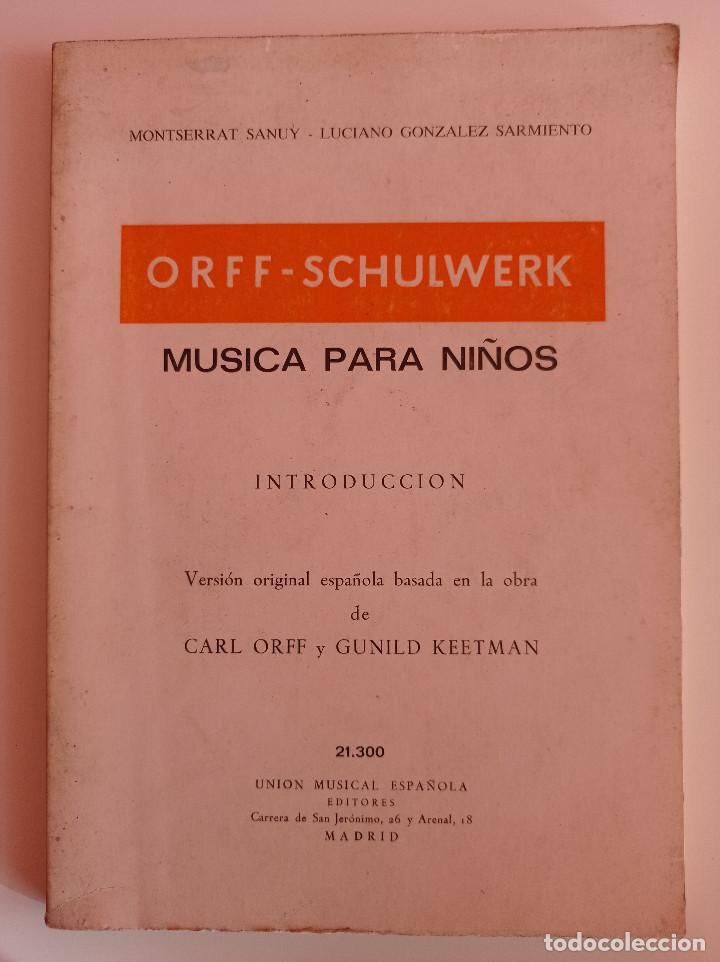 MONTSERRAT SANUY - LUCIANO GONZALEZ SARMIENTO
ORFF-SCHULWERK
MUSICA PARA NIÑOS
INTRODUCCION
Versión original española basada en la obra
de
CARL ORFF y GUNILD KEETMAN
21.300
UNION MUSICAL ESPAÑOLA
EDITORES
Carrera de San Jerónimo, 26 y Arenal, 18
MADRID
todocoleccion